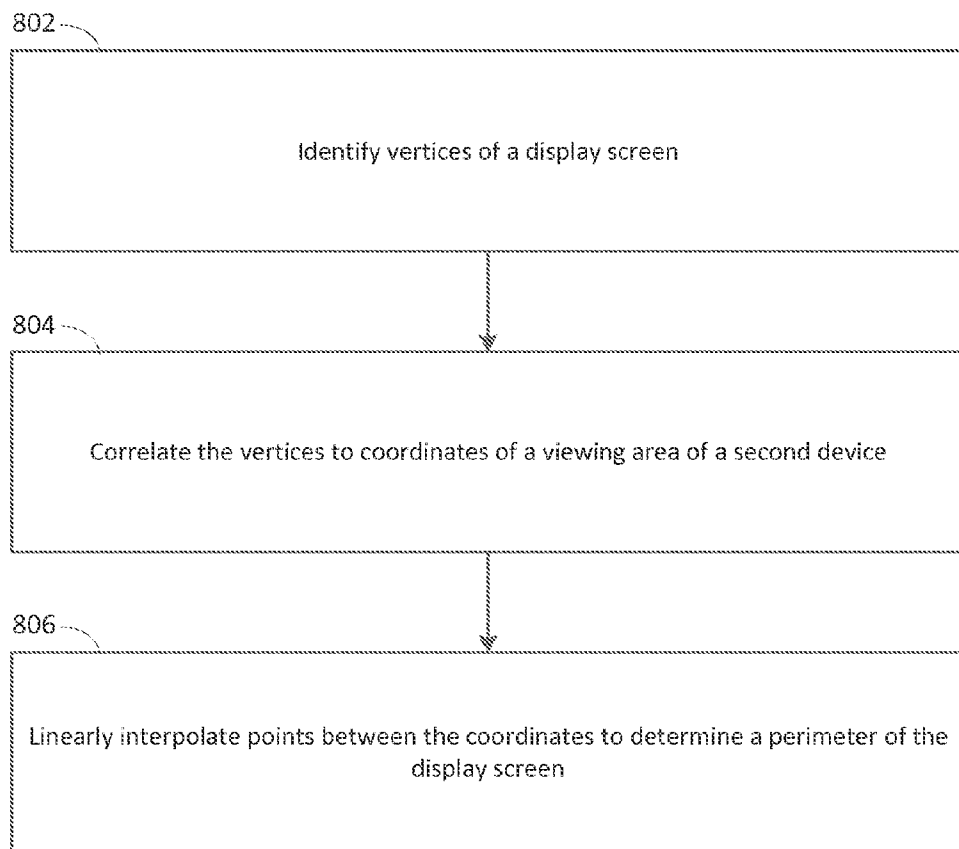 802
Identify vertices of a display screen
804
Correlate the vertices to coordinates of a viewing area of a second device
806
Linearly interpolate points between the coordinates to determine a perimeter of the
display screen